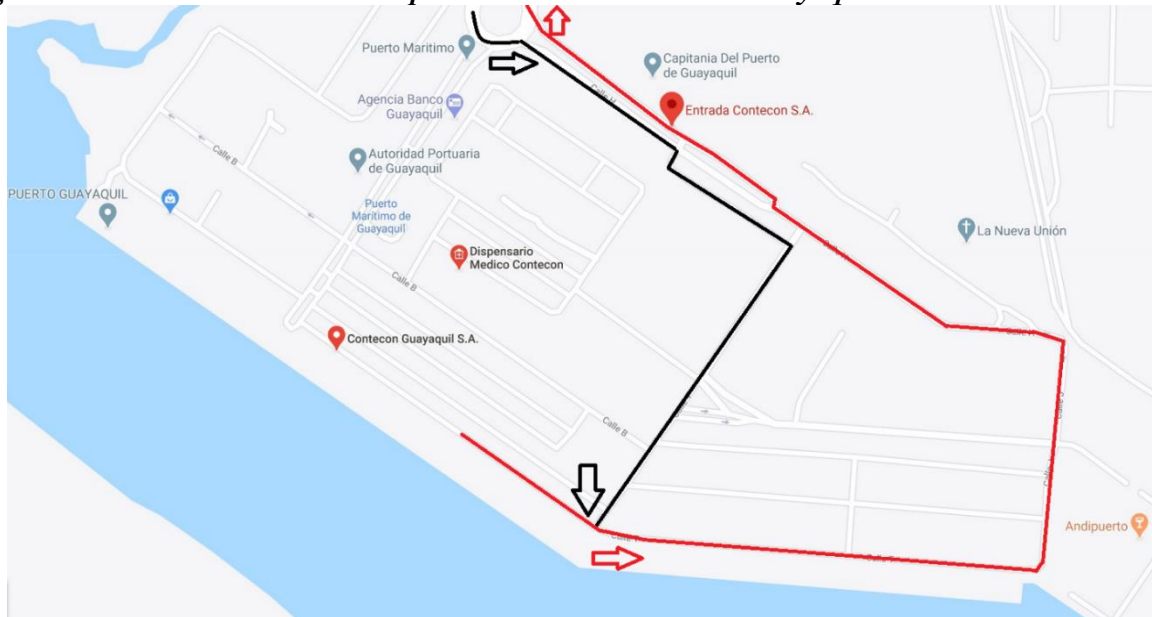 Puerto Maritimo
Capitania Del Puerto
de Guayaquil
Agencia Banco
Guayaquil
Entrada Contecon S.A.
Calle B
Autoridad Portuaria
de Guayaquil
PUERTO GUAYAQUIL
Puerto
Maritimo de
Guayaquil
La Nueva Unión
Dispensario
Medico Contecon
Calle B
Contecon Guayaquil S.A.
Calle B
Andipuerto